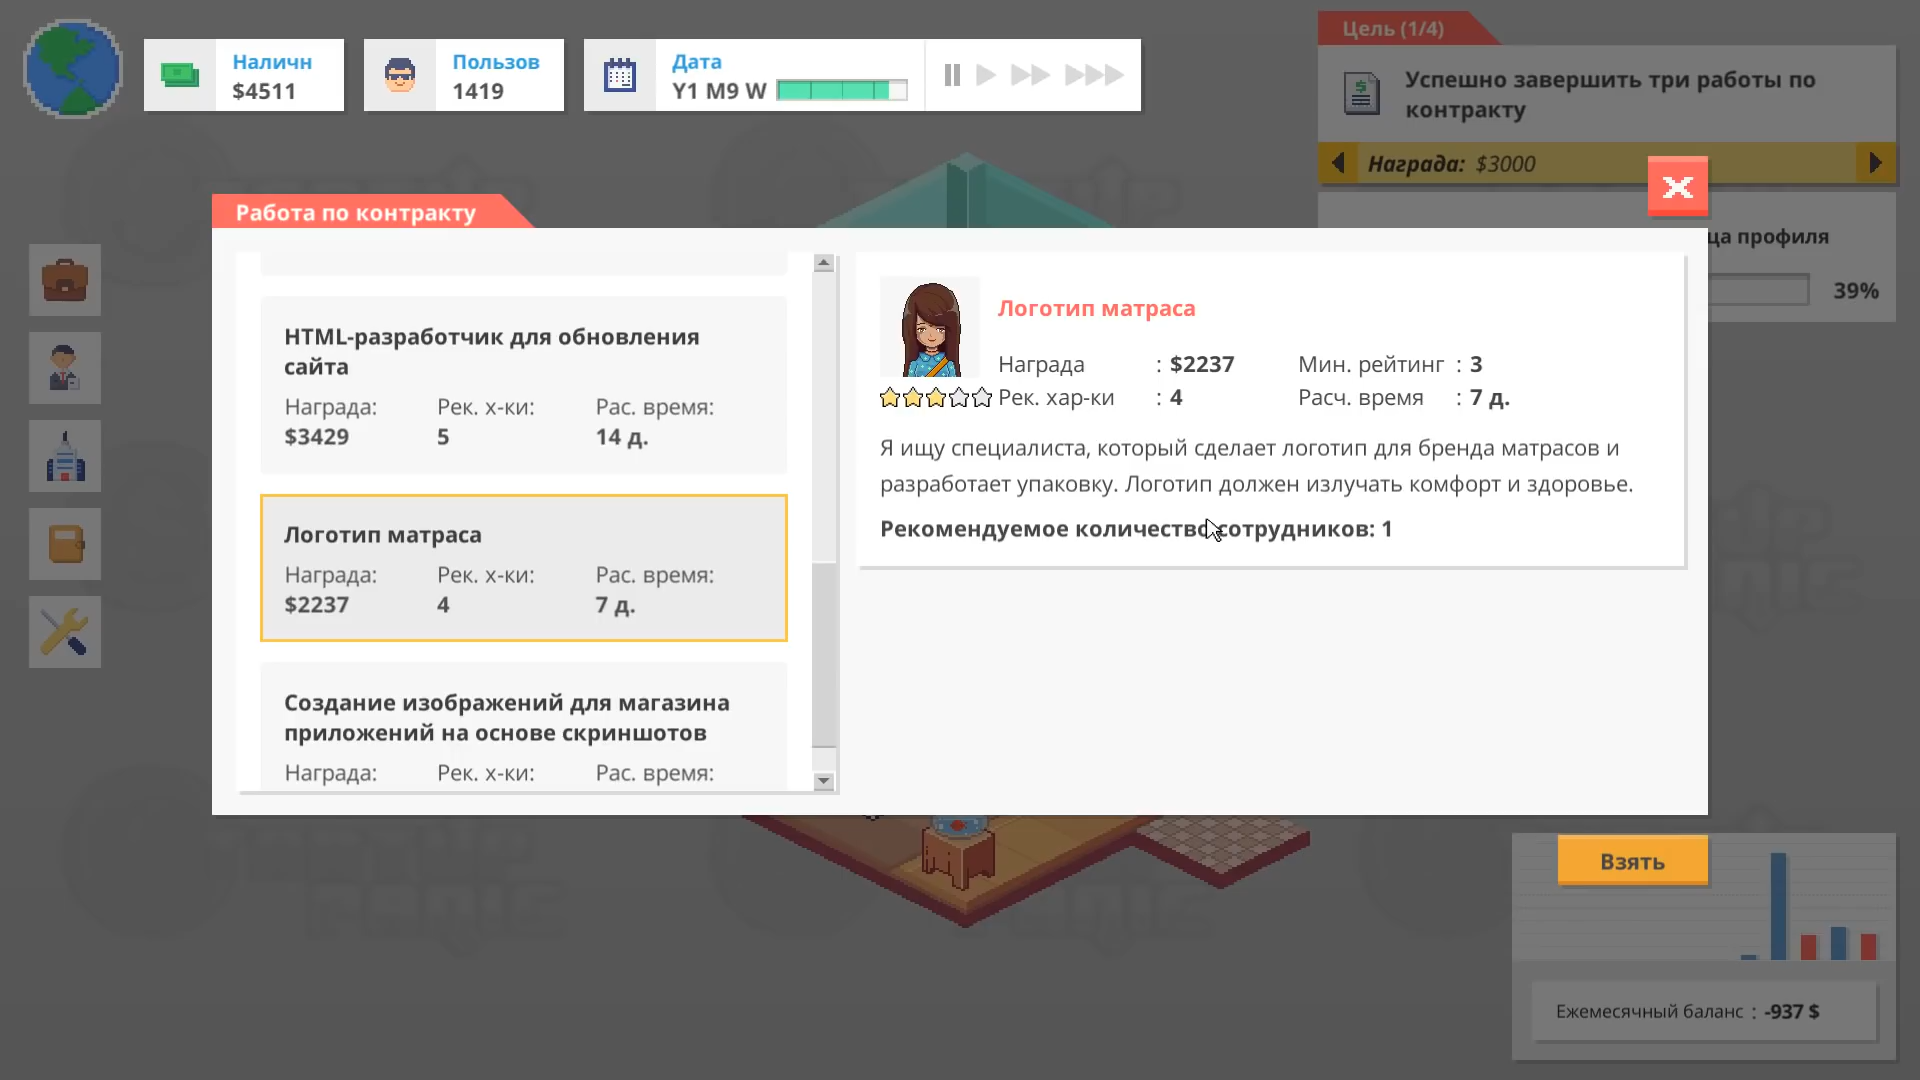 Наличн
$4511
Пользов
1419
Дата
Y1 M9 W
Цель (1/4)
Успешно завершить три работы по
контракту
Награда: $3000
ца профиля
39%
Работа по контракту
HTML-разработчик для обновления
сайта
Награда: Рек. х-ки: Рас. время:
$3429 5 14 д.
Логотип матраса
Награда: Рек. х-ки: Рас. время:
$2237 4 7 д.
Создание изображений для магазина
приложений на основе скриншотов
Награда: Рек. х-ки: Рас. время:
Логотип матраса
Награда : $2237 Мин. рейтинг : 3
Рек. хар-ки : 4 Расч. время : 7 д.
Я ищу специалиста, который сделает логотип для бренда матрасов и
разработает упаковку. Логотип должен излучать комфорт и здоровье.
Рекомендуемое количество сотрудников: 1
Взять
Ежемесячный баланс : -937 $